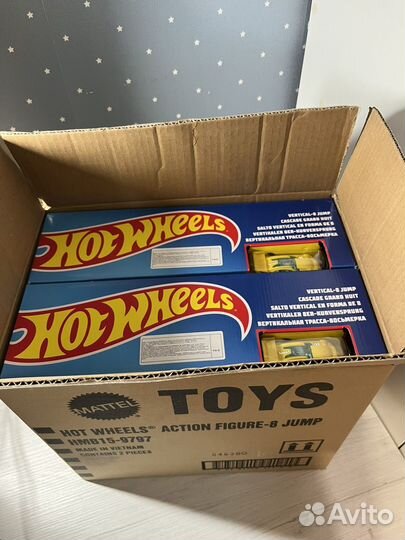 HOT WHEELS
VERTICAL-8 JUMP
CASCADE GRAND HUIT
SALTO VERTICAL EN FORMA DE 8
VERTIKALER 8ER-KURVENSPRUNG
ВЕРТИКАЛЬНАЯ ТРАССА-ВОСЬМЕРКА
HOT WHEELS
VERTICAL-8 JUMP
CASCADE GRAND HUIT
SALTO VERTICAL EN FORMA DE 8
VERTIKALER 8ER-KURVENSPRUNG
ВЕРТИКАЛЬНАЯ ТРАССА-ВОСЬМЕРКА
MATTEL
TOYS
HOT WHEELS® ACTION FIGURE-8 JUMP
HMB15-9797
MADE IN VIETNAM
CONTAINS 2 PIECES
Avito